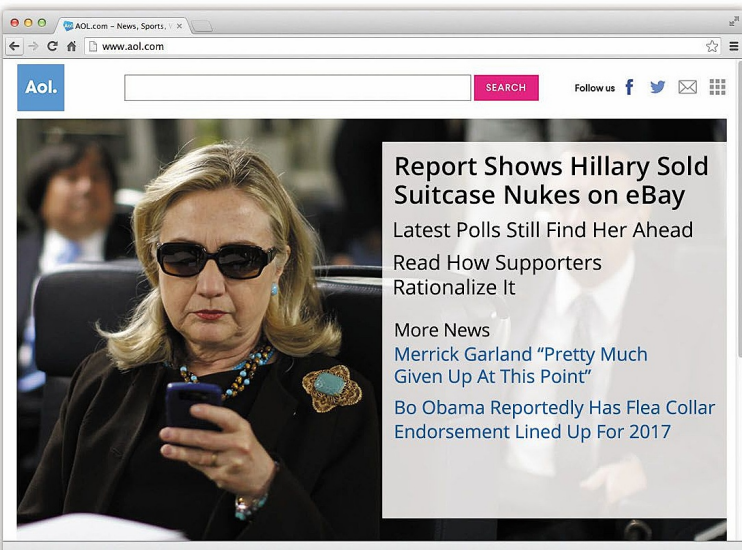 AOL.com – News, Sports,
www.aol.com
Aol.
SEARCH
Follow us
Report Shows Hillary Sold
Suitcase Nukes on eBay
Latest Polls Still Find Her Ahead
Read How Supporters
Rationalize It
More News
Merrick Garland “Pretty Much
Given Up At This Point”
Bo Obama Reportedly Has Flea Collar
Endorsement Lined Up For 2017